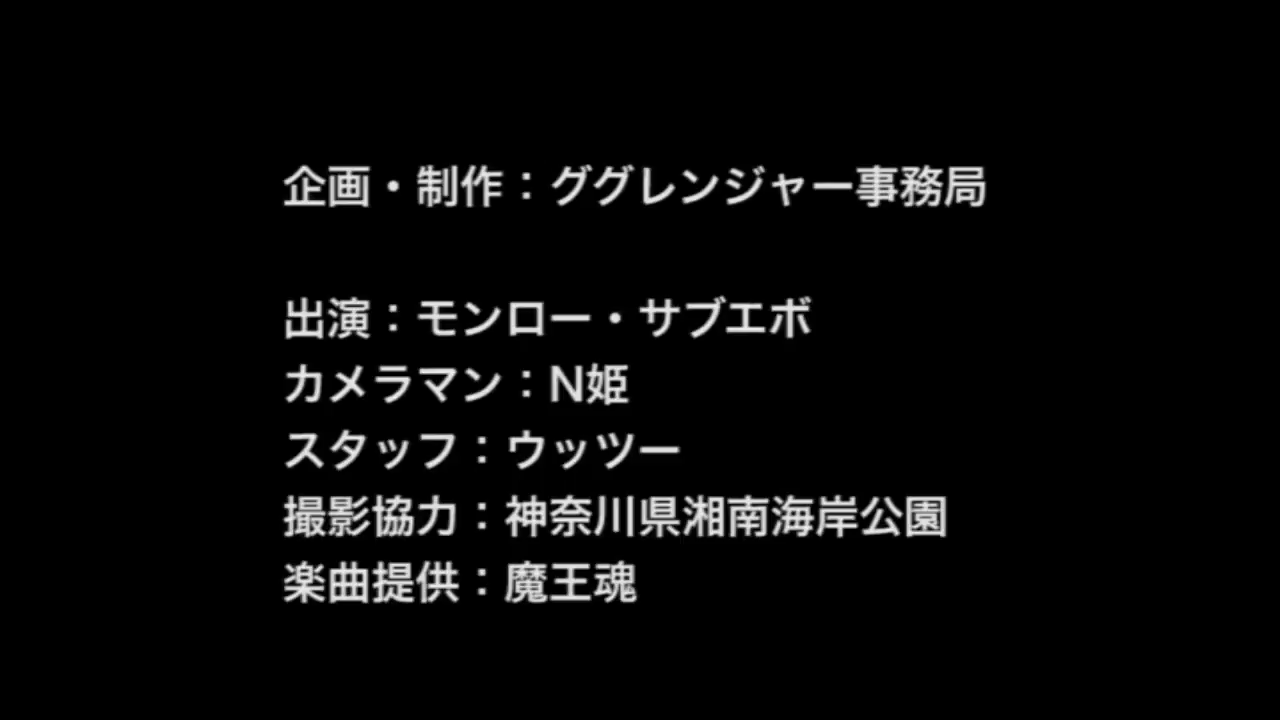 企画・制作：ググレンジャー事務局
出演：モンロー・サブエボ
カメラマン：N姫
スタッフ：ウッツー
撮影協力：神奈川県湘南海岸公園
楽曲提供：魔王魂